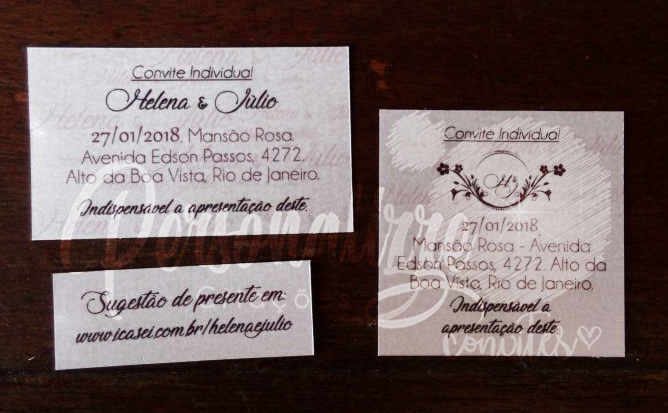 Convite Individual
Helena & Júlio
27/01/2018. Mansão Rosa.
Avenida Edson Passos, 4272.
Alto da Boa Vista, Rio de Janeiro.
Indispensável a apresentação deste.
Sugestão de presente em:
www.icasei.com.br/helenaejulio
Convite Individual
27/01/2018
Mansão Rosa - Avenida
Edson Passos, 4272. Alto da
Boa Vista, Rio de Janeiro.
Indispensável a
apresentação deste.
convites